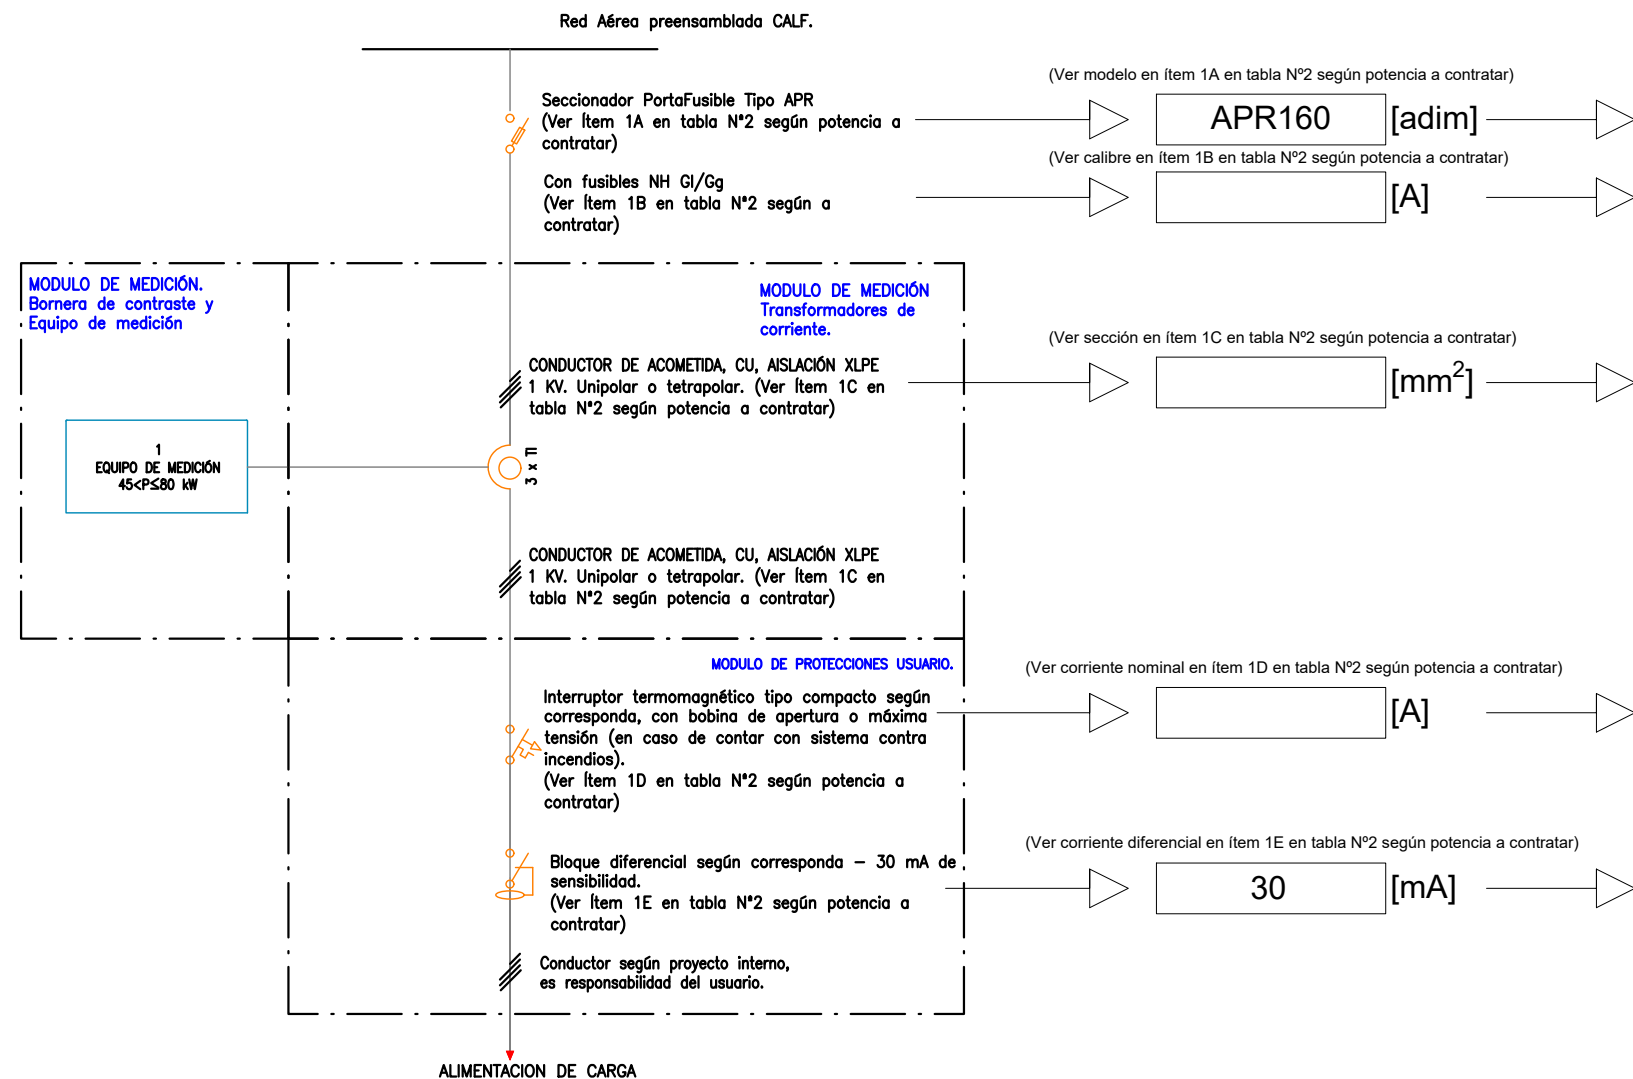 Red Aérea preensamblada CALF.
Seccionador PortaFusible Tipo APR
(Ver Ítem 1A en tabla N°2 según potencia a
contratar)
(Ver modelo en ítem 1A en tabla Nº2 según potencia a contratar)
APR160 [adim]
Con fusibles NH Gl/Gg
(Ver Ítem 1B en tabla N°2 según a
contratar)
(Ver calibre en ítem 1B en tabla Nº2 según potencia a contratar)
[A]
MODULO DE MEDICIÓN.
Bornera de contraste y
Equipo de medición
MODULO DE MEDICIÓN
Transformadores de
corriente.
CONDUCTOR DE ACOMETIDA, CU, AISLACIÓN XLPE
1 KV. Unipolar o tetrapolar. (Ver Ítem 1C en
tabla N°2 según potencia a contratar)
(Ver sección en ítem 1C en tabla Nº2 según potencia a contratar)
[mm²]
1
EQUIPO DE MEDICIÓN
45<P≤80 kW
3 x TI
CONDUCTOR DE ACOMETIDA, CU, AISLACIÓN XLPE
1 KV. Unipolar o tetrapolar. (Ver Ítem 1C en
tabla N°2 según potencia a contratar)
MODULO DE PROTECCIONES USUARIO.
Interruptor termomagnético tipo compacto según
corresponda, con bobina de apertura o máxima
tensión (en caso de contar con sistema contra
incendios).
(Ver Ítem 1D en tabla N°2 según potencia a
contratar)
(Ver corriente nominal en ítem 1D en tabla Nº2 según potencia a contratar)
[A]
Bloque diferencial según corresponda – 30 mA de
sensibilidad.
(Ver Ítem 1E en tabla N°2 según potencia a
contratar)
(Ver corriente diferencial en ítem 1E en tabla Nº2 según potencia a contratar)
30 [mA]
Conductor según proyecto interno,
es responsabilidad del usuario.
ALIMENTACION DE CARGA